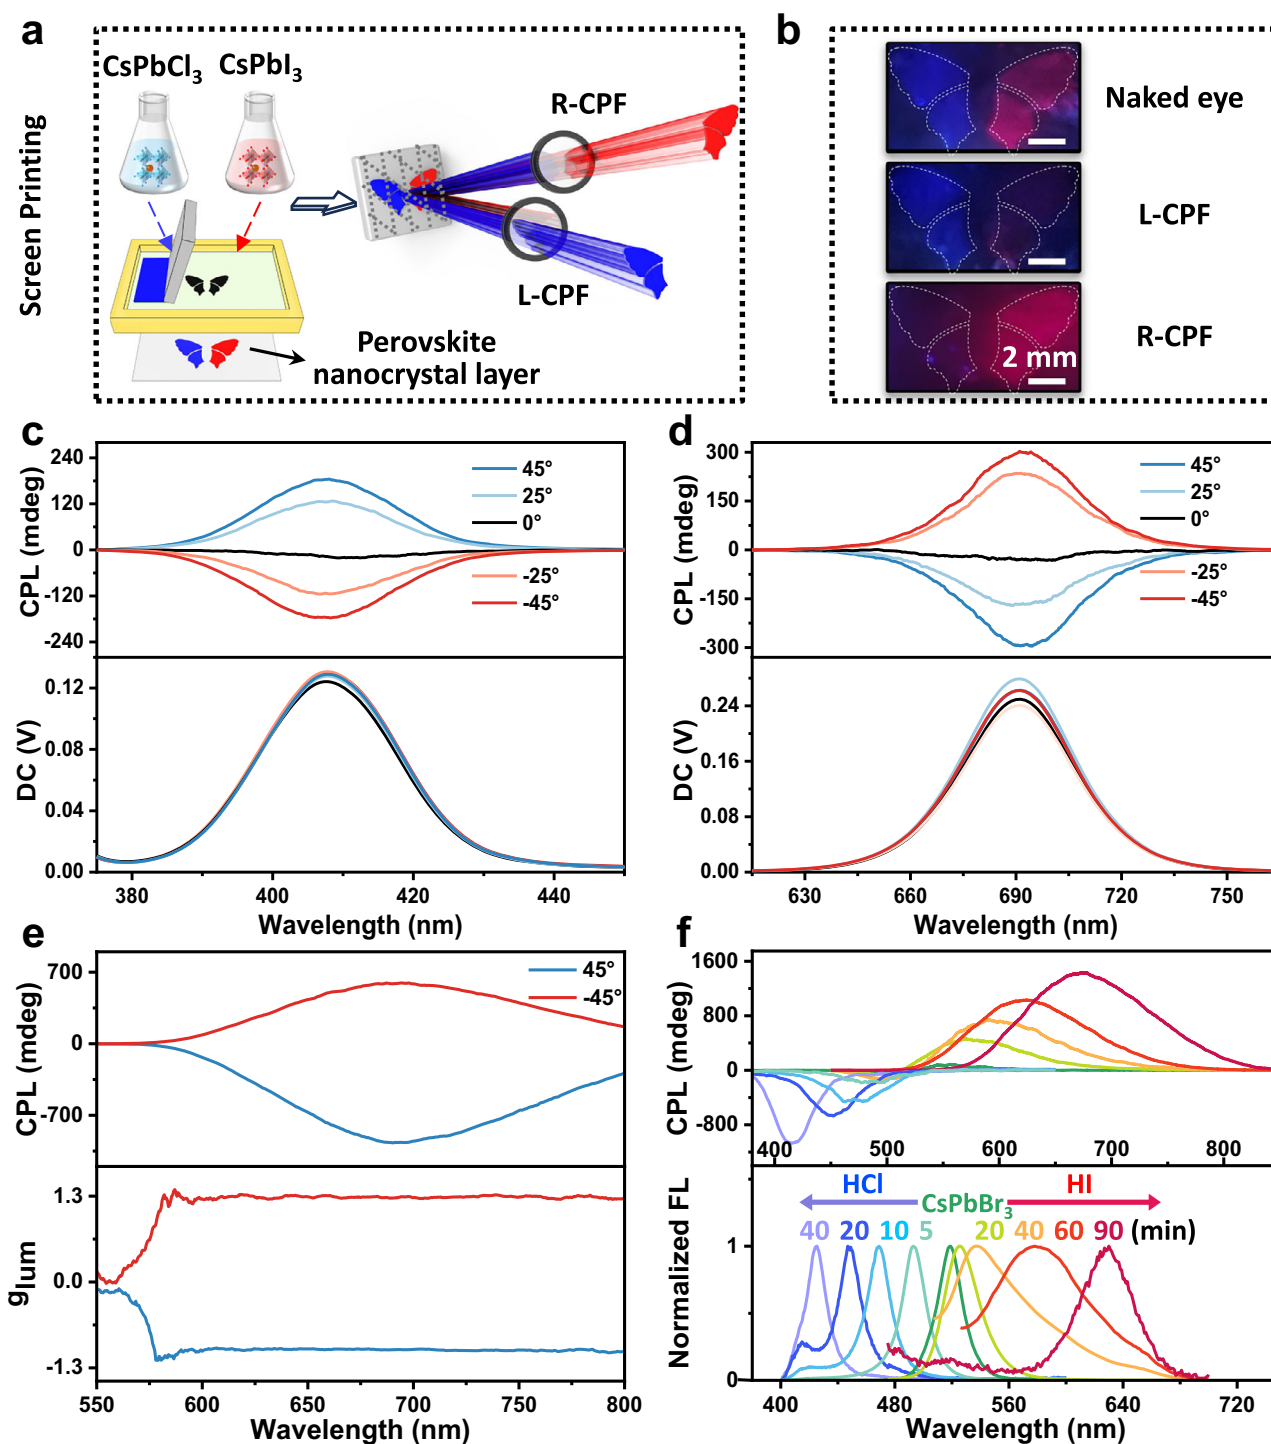 a
Screen Printing
CsPbCl3
CsPbI3
R-CPF
L-CPF
Perovskite
nanocrystal layer
b
Naked eye
L-CPF
R-CPF
2 mm
c
CPL (mdeg)
240
120
0
-120
-240
45°
25°
0°
-25°
-45°
DC (V)
0.12
0.08
0.04
0.00
380
400
420
440
Wavelength (nm)
d
CPL (mdeg)
300
150
0
-150
-300
45°
25°
0°
-25°
-45°
DC (V)
0.24
0.16
0.08
0.00
630
660
690
720
750
Wavelength (nm)
e
CPL (mdeg)
700
0
-700
45°
-45°
glum
1.3
0.0
-1.3
550
600
650
700
750
800
Wavelength (nm)
f
CPL (mdeg)
1600
800
0
-800
400
500
600
700
800
Normalized FL
1
0
HCl
CsPbBr3
HI
40 20 10 5 20 40 60 90 (min)
400
480
560
640
720
Wavelength (nm)